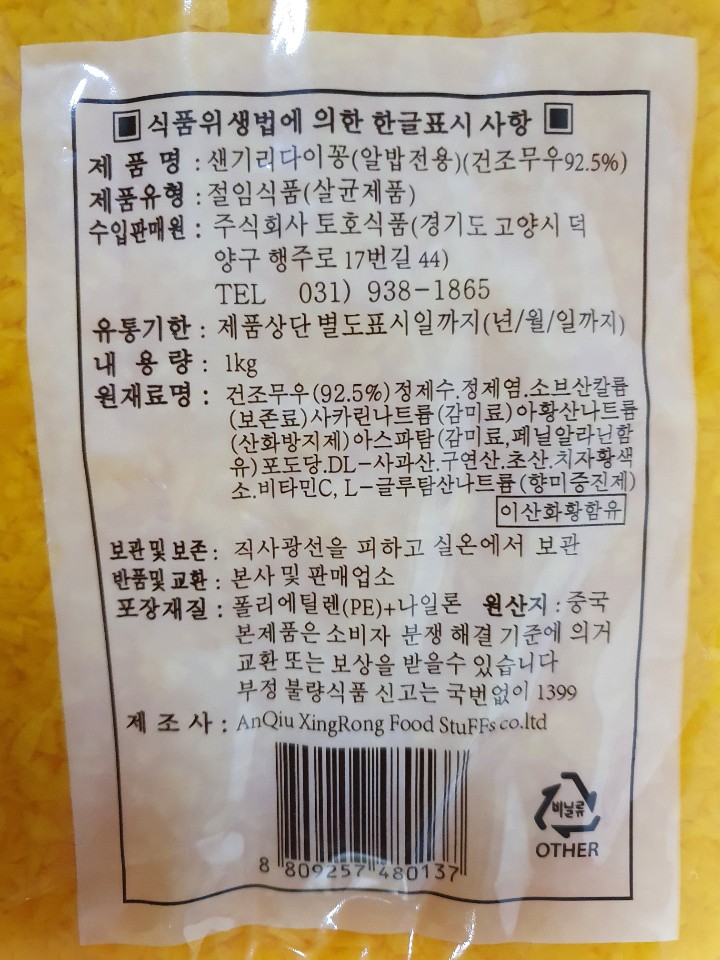 식품위생법에 의한 한글표시 사항
제 품 명 : 샌기리다이꽁(알밥전용)(건조무우92.5%)
제품유형 : 절임식품(살균제품)
수입판매원 : 주식회사 토호식품(경기도 고양시 덕
양구 행주로 17번길 44)
TEL 031) 938-1865
유통기한 : 제품상단 별도표시일까지(년/월/일까지)
내 용 량 : 1kg
원재료명 : 건조무우(92.5%)정제수.정제염.소브산칼륨
(보존료)사카린나트륨(감미료)아황산나트륨
(산화방지제)아스파탐(감미료,페닐알라닌함
유)포도당.DL-사과산.구연산.초산.치자황색
소.비타민C, L-글루탐산나트륨(향미증진제)
이산화황함유
보관및보존 : 직사광선을 피하고 실온에서 보관
반품및교환 : 본사 및 판매업소
포장재질 : 폴리에틸렌(PE)+나일론 원산지 : 중국
본제품은 소비자 분쟁 해결 기준에 의거
교환 또는 보상을 받을수 있습니다
부정 불량식품 신고는 국번없이 1399
제 조 사 : AnQiu XingRong Food StuFFs co.ltd
비닐류
OTHER
8 809257 480137